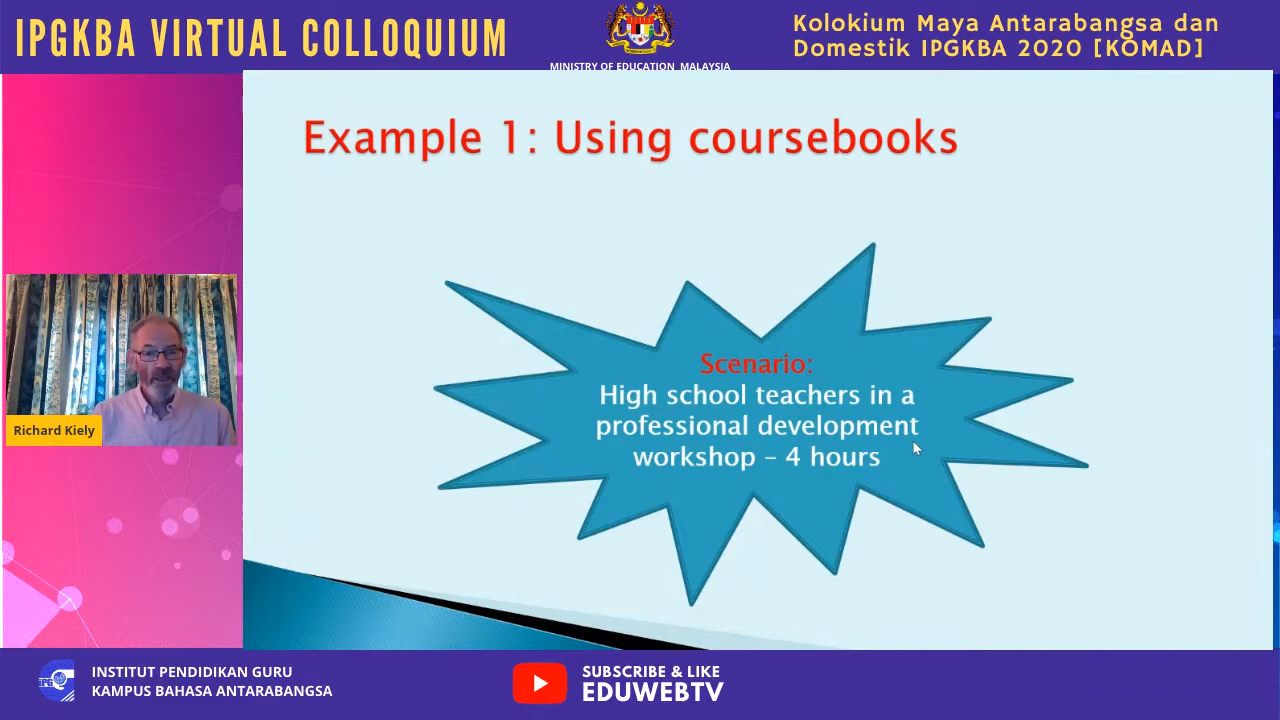 IPGKBA VIRTUAL COLLOQUIUM
MINISTRY OF EDUCATION MALAYSIA
Kolokium Maya Antarabangsa dan
Domestik IPGKBA 2020 [KOMAD]
Example 1: Using coursebooks
Scenario:
High school teachers in a
professional development
workshop – 4 hours
Richard Kiely
IPG
INSTITUT PENDIDIKAN GURU
KAMPUS BAHASA ANTARABANGSA
SUBSCRIBE & LIKE
EDUWEBTV